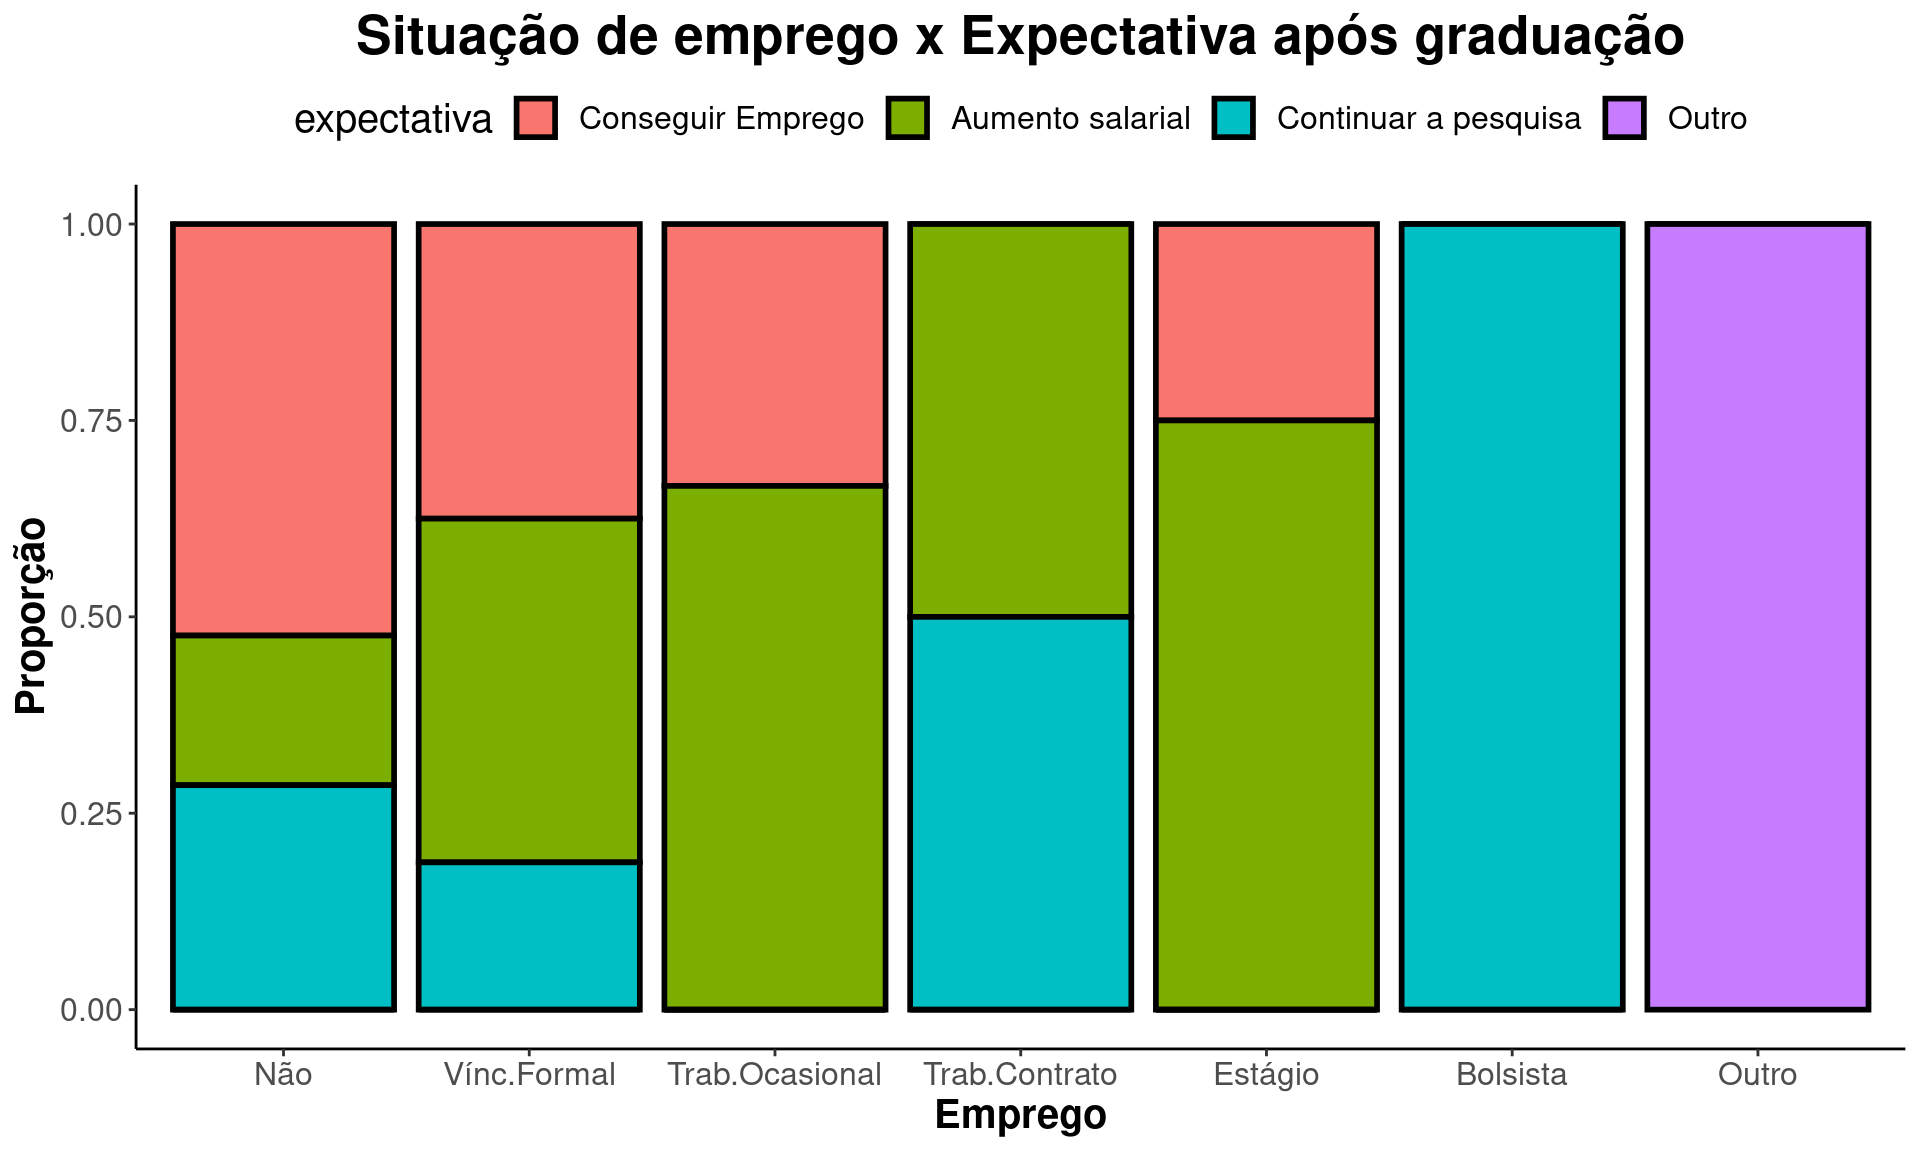 Situação de emprego x Expectativa após graduação
expectativa Conseguir Emprego Aumento salarial Continuar a pesquisa Outro
Proporção
1.00
0.75
0.50
0.25
0.00
Não Vínc.Formal Trab.Ocasional Trab.Contrato Estágio Bolsista Outro
Emprego